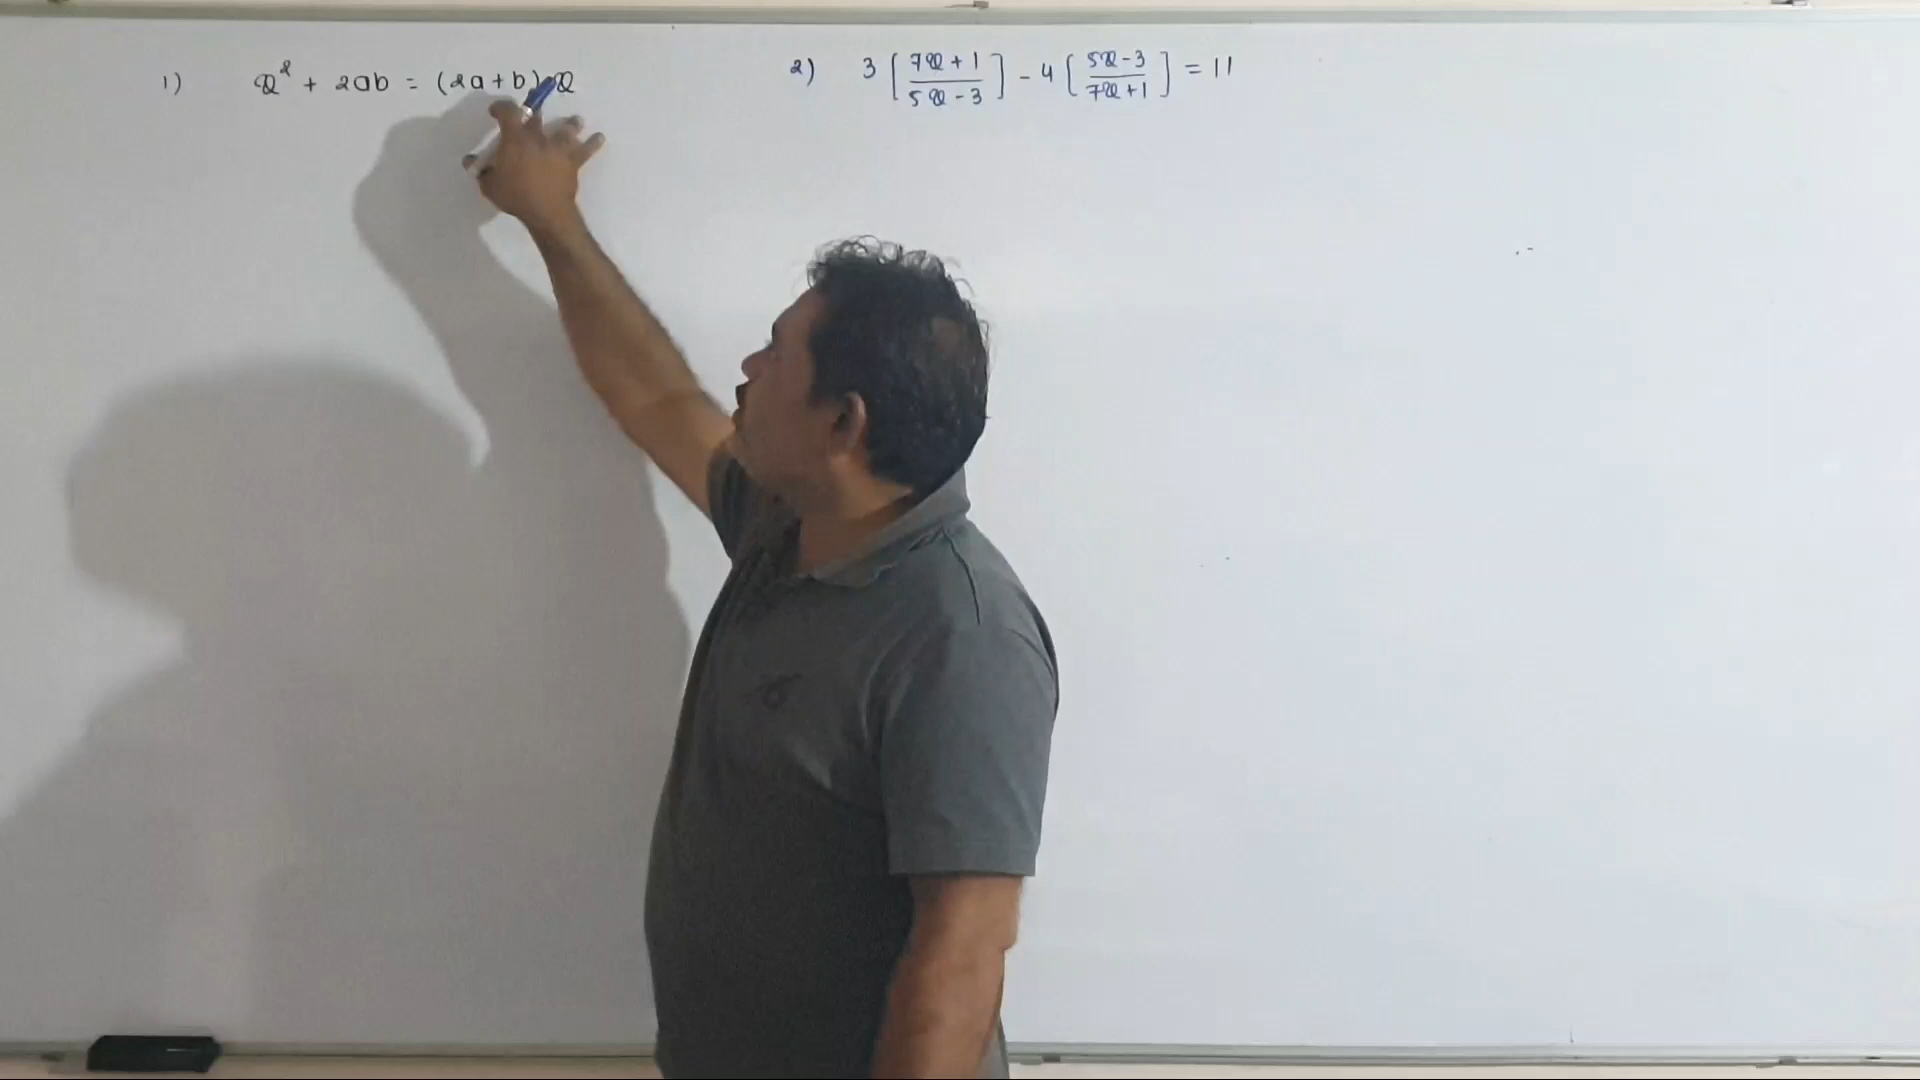 1) x² + 2ab = (2a+b) x
2) 3 [ (7x + 1)/(5x - 3) ] - 4 [ (5x - 3)/(7x + 1) ] = 11